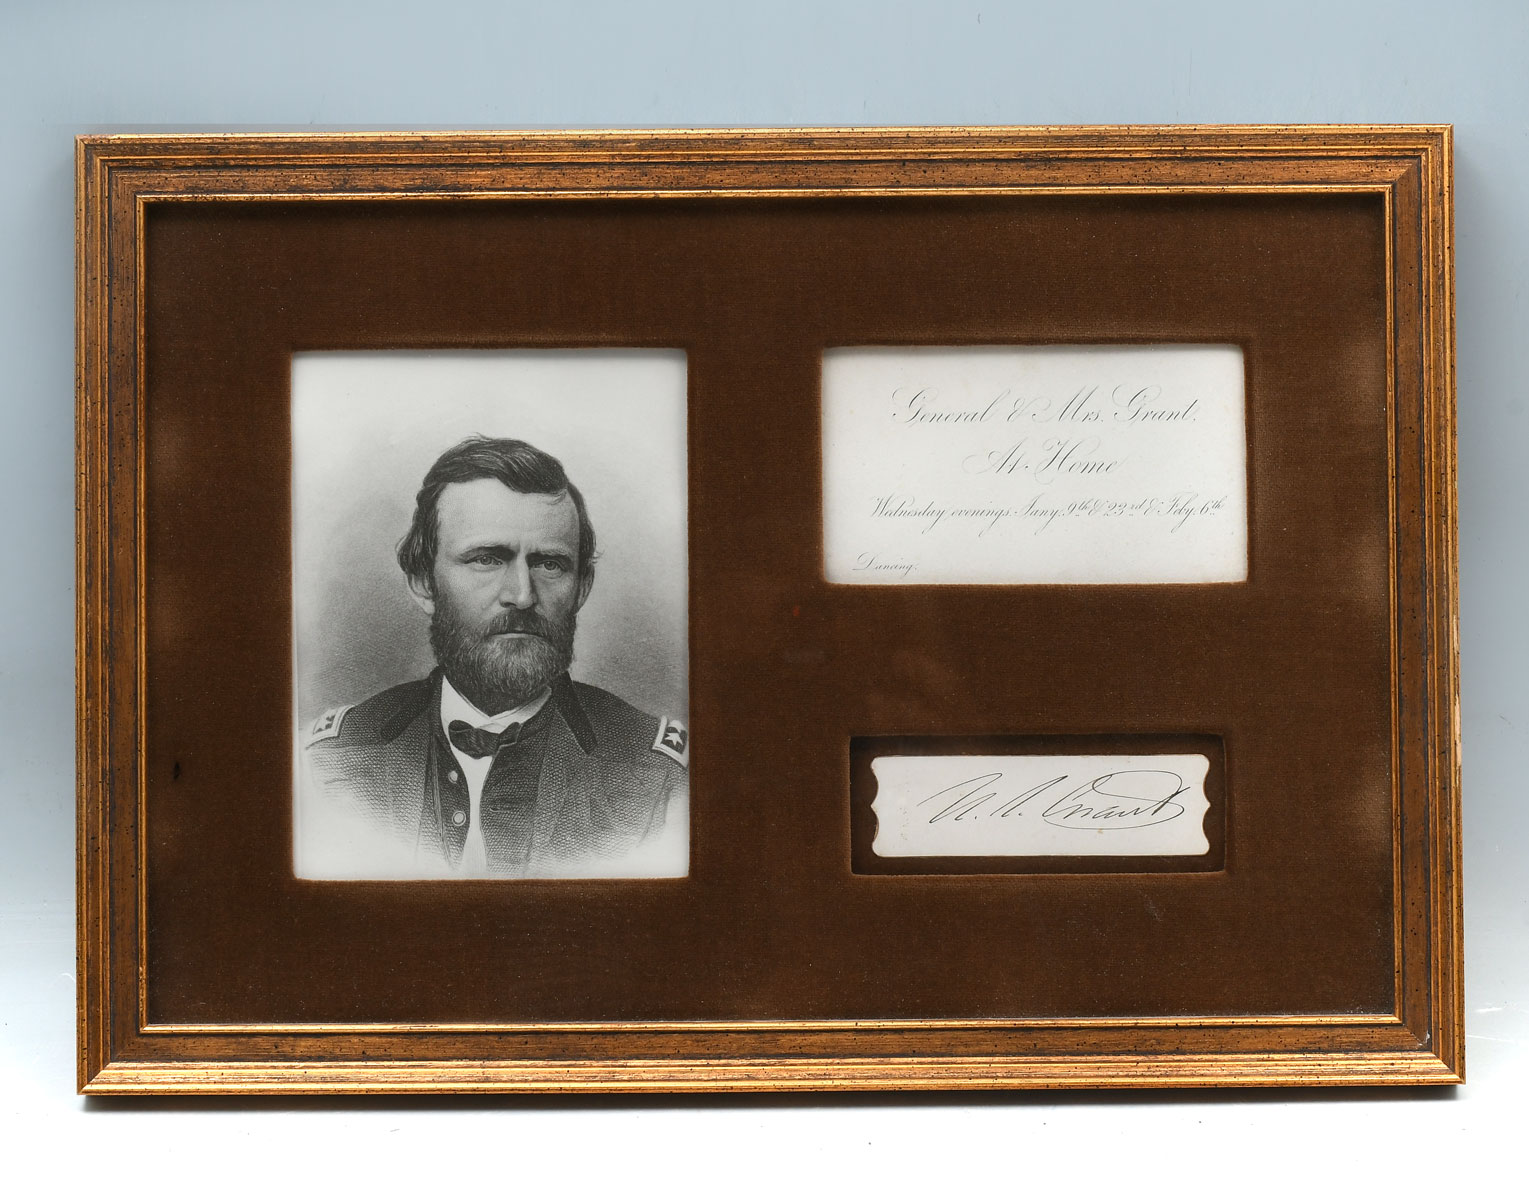 General & Mrs. Grant,
At Home
Wednesday evenings Jany. 9th & 23rd & Feby. 6th
Dancing.
U. S. Grant